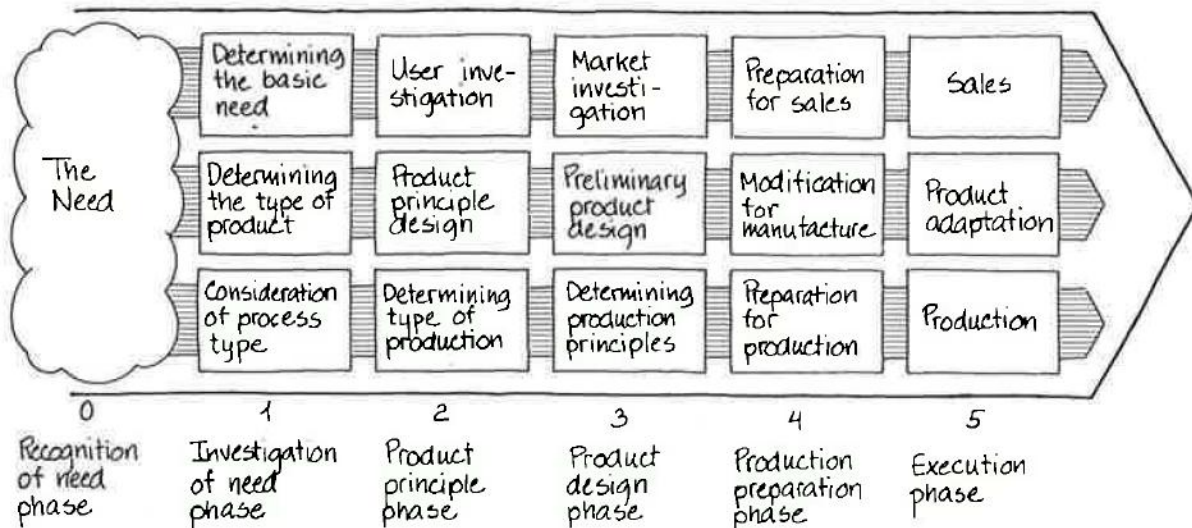 The
Need
Determining
the basic
need
User inve-
stigation
Market
investi-
gation
Preparation
for sales
Sales
Determining
the type of
product
Product
principle
design
Preliminary
product
design
Modification
for
manufacture
Product
adaptation
Consideration
of process
type
Determining
type of
production
Determining
production
principles
Preparation
for
production
Production
0
Recognition
of need
phase
1
Investigation
of need
phase
2
Product
principle
phase
3
Product
design
phase
4
Production
preparation
phase
5
Execution
phase